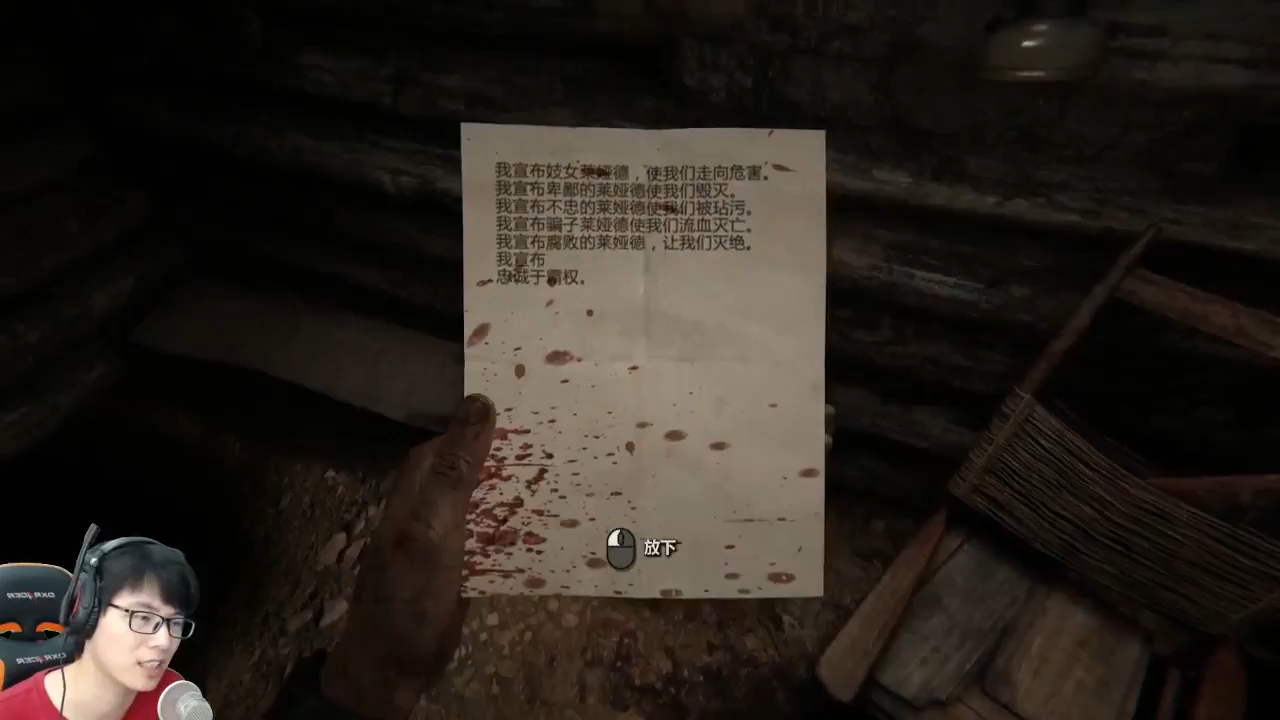 我宣布妓女莱娅德，使我们走向危害。
我宣布卑鄙的莱娅德使我们毁灭。
我宣布不忠的莱娅德使我们被玷污。
我宣布骗子莱娅德使我们流血灭亡。
我宣布腐败的莱娅德，让我们灭绝。
我宣布
忠诚于霸权。
放下